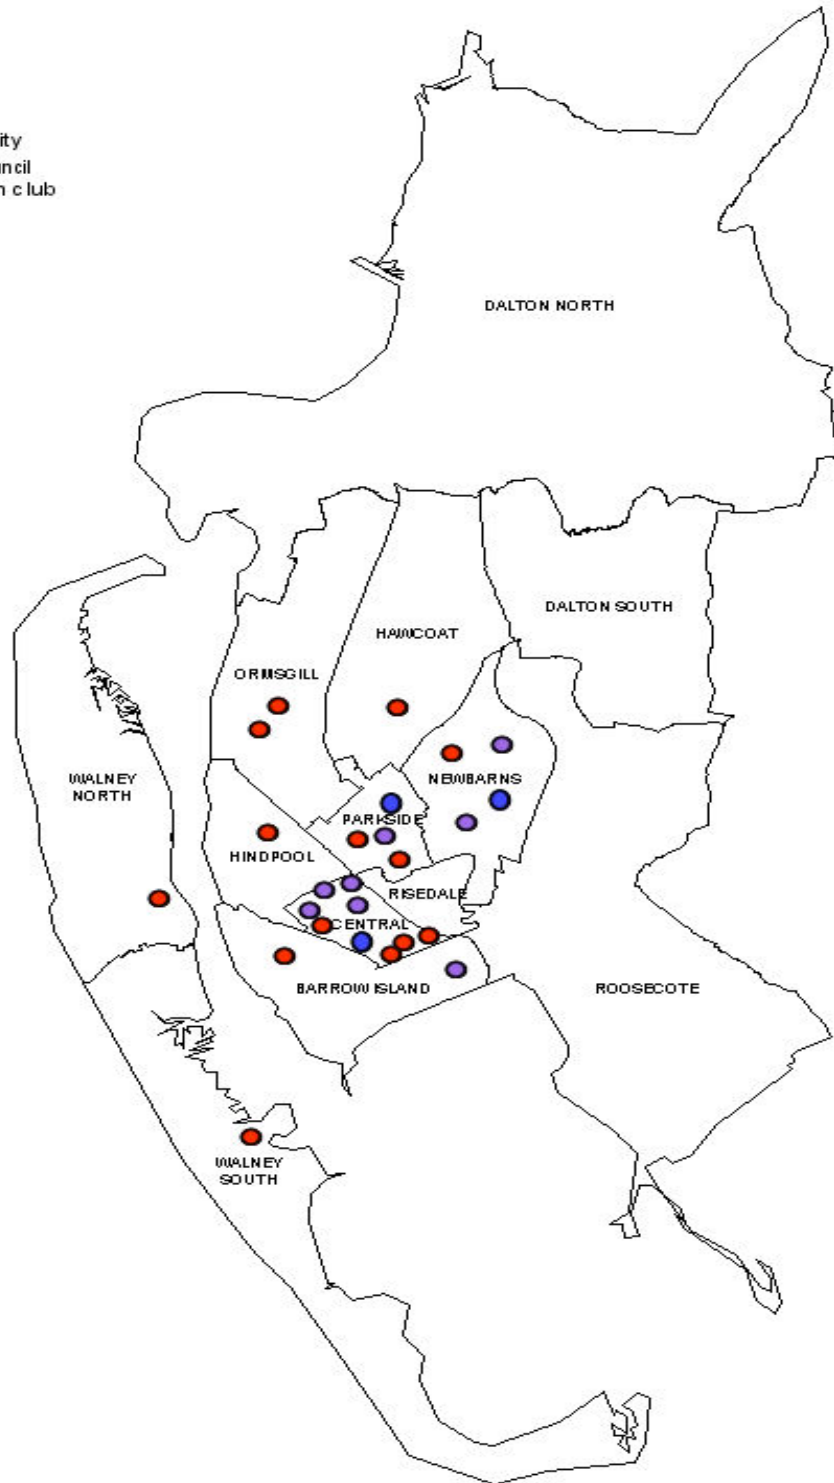 ity
uncil
n club
DALTON NORTH
DALTON SOUTH
HAWCOAT
ORMSGILL
WALNEY
NORTH
NEWBARNS
PARKSIDE
HINDPOOL
RISEDALE
CENTRAL
BARROW ISLAND
ROOSECOTE
WALNEY
SOUTH